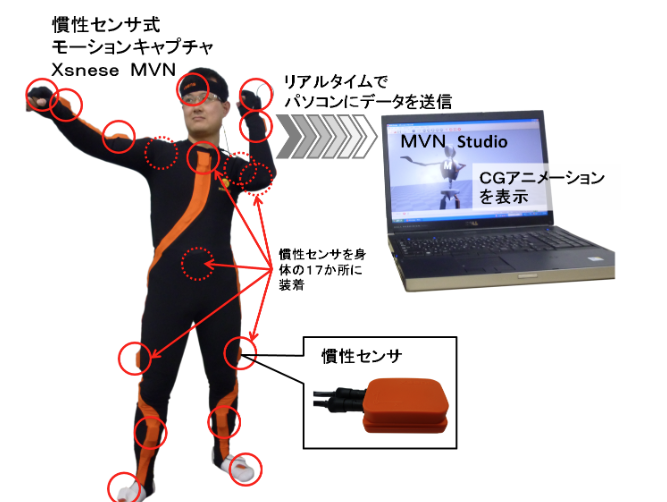 慣性センサ式
モーションキャプチャ
Xsnese MVN
リアルタイムで
パソコンにデータを送信
MVN Studio
CGアニメーション
を表示
慣性センサを身
体の17か所に
装着
慣性センサ
M
DELL